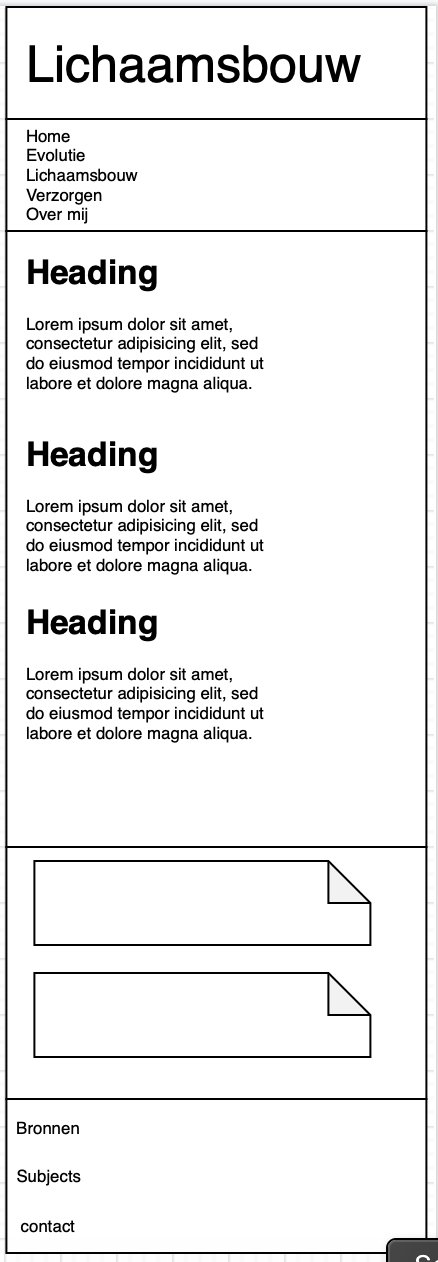 Lichaamsbouw
Home
Evolutie
Lichaamsbouw
Verzorgen
Over mij
Heading
Lorem ipsum dolor sit amet,
consectetur adipisicing elit, sed
do eiusmod tempor incididunt ut
labore et dolore magna aliqua.
Heading
Lorem ipsum dolor sit amet,
consectetur adipisicing elit, sed
do eiusmod tempor incididunt ut
labore et dolore magna aliqua.
Heading
Lorem ipsum dolor sit amet,
consectetur adipisicing elit, sed
do eiusmod tempor incididunt ut
labore et dolore magna aliqua.
Bronnen
Subjects
contact